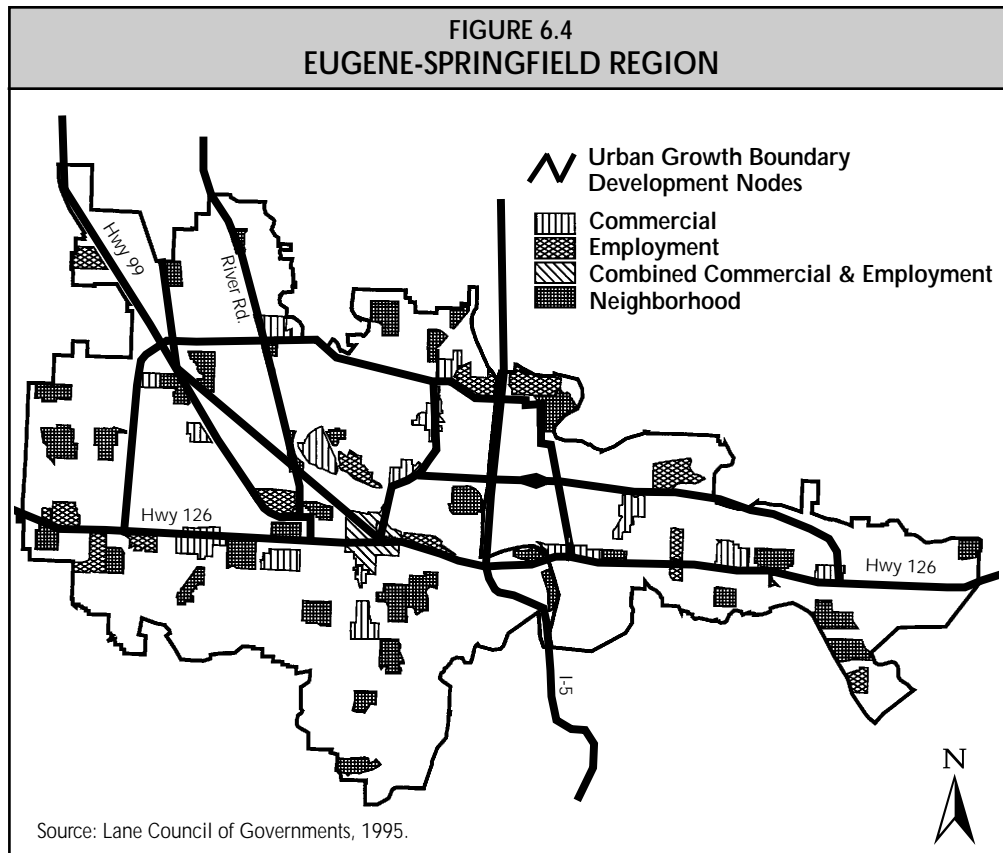 FIGURE 6.4
EUGENE-SPRINGFIELD REGION
Urban Growth Boundary
Development Nodes
Commercial
Employment
Combined Commercial & Employment
Neighborhood
Hwy 99
River Rd.
Hwy 126
Hwy 126
I-5
N
Source: Lane Council of Governments, 1995.